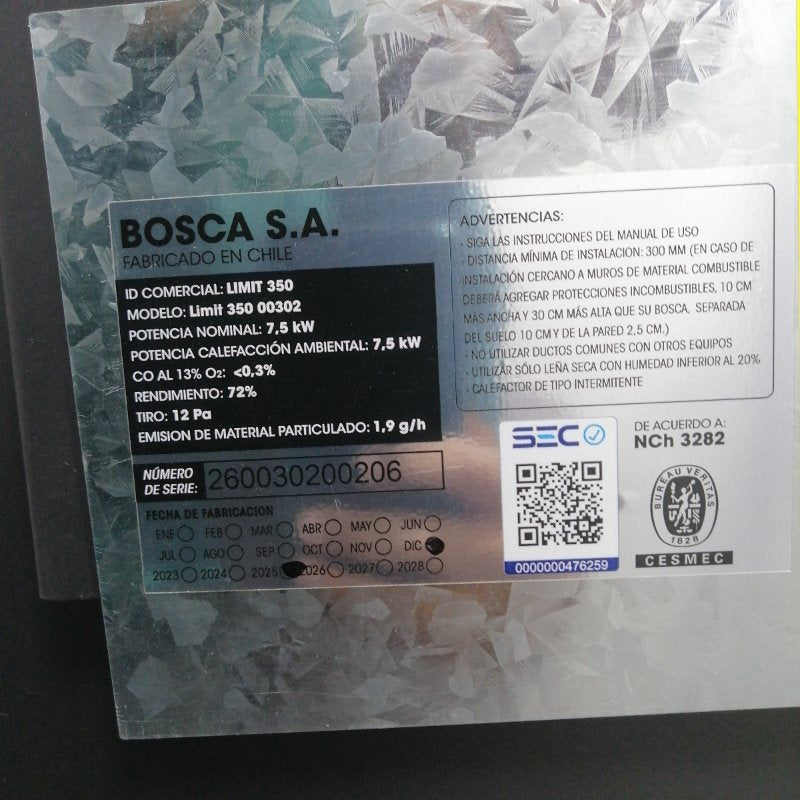 BOSCA S.A.
FABRICADO EN CHILE
ID COMERCIAL: LIMIT 350
MODELO: Limit 350 00302
POTENCIA NOMINAL: 7,5 kW
POTENCIA CALEFACCIÓN AMBIENTAL: 7,5 kW
CO AL 13% O2: <0,3%
RENDIMIENTO: 72%
TIRO: 12 Pa
EMISION DE MATERIAL PARTICULADO: 1,9 g/h
NÚMERO
DE SERIE: 260030200206
FECHA DE FABRICACION
ENE FEB MAR ABR MAY JUN
JUL AGO SEP OCT NOV DIC
2023 2024 2025 2026 2027 2028
ADVERTENCIAS:
- SIGA LAS INSTRUCCIONES DEL MANUAL DE USO
- DISTANCIA MÍNIMA DE INSTALACION: 300 MM (EN CASO DE
INSTALACIÓN CERCANO A MUROS DE MATERIAL COMBUSTIBLE
DEBERÁ AGREGAR PROTECCIONES INCOMBUSTIBLES, 10 CM
MÁS ANCHA Y 30 CM MÁS ALTA QUE SU BOSCA, SEPARADA
DEL SUELO 10 CM Y DE LA PARED 2,5 CM.)
- NO UTILIZAR DUCTOS COMUNES CON OTROS EQUIPOS
- UTILIZÁR SÓLO LEÑA SECA CON HUMEDAD INFERIOR AL 20%
- CALEFACTOR DE TIPO INTERMITENTE
SEC
0000000476259
DE ACUERDO A:
NCh 3282
BUREAU VERITAS
1828
CESMEC